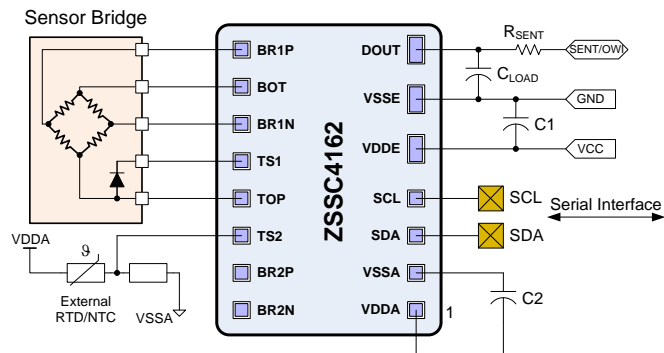 Sensor Bridge
BR1P
BOT
BR1N
TS1
TOP
TS2
BR2P
BR2N
ZSSC4162
DOUT
VSSE
VDDE
SCL
SDA
VSSA
VDDA
1
RSENT
SENT/OWI
CLOAD
GND
C1
VCC
SCL
SDA
Serial Interface
C2
VDDA
ϑ
External
RTD/NTC
VSSA